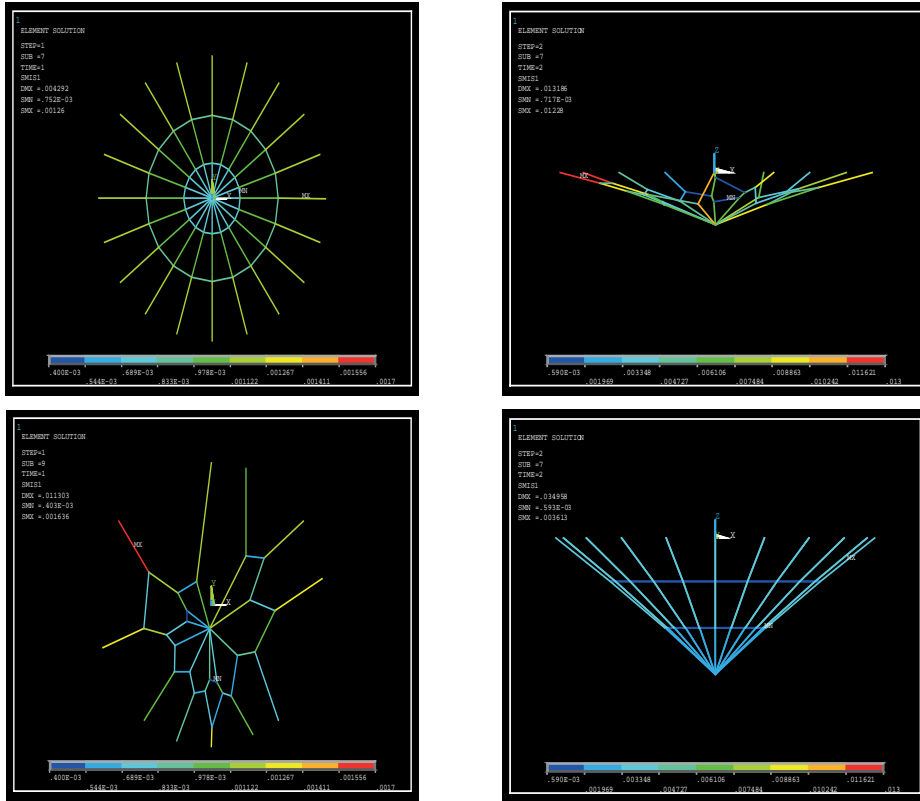 1
ELEMENT SOLUTION
STEP=1
SUB =7
TIME=1
SMIS1
DMX =.004292
SMN =.752E-03
SMX =.00126
Y
MN
X
MX
.400E-03 .689E-03 .978E-03 .001267 .001556
.544E-03 .833E-03 .001122 .001411 .0017
1
ELEMENT SOLUTION
STEP=2
SUB =7
TIME=2
SMIS1
DMX =.013186
SMN =.717E-03
SMX =.01228
Z
X
MX
MN
.590E-03 .003348 .006106 .008863 .011621
.001969 .004727 .007484 .010242 .013
1
ELEMENT SOLUTION
STEP=1
SUB =9
TIME=1
SMIS1
DMX =.011303
SMN =.403E-03
SMX =.001636
MX
Y
X
MN
.400E-03 .689E-03 .978E-03 .001267 .001556
.544E-03 .833E-03 .001122 .001411 .0017
1
ELEMENT SOLUTION
STEP=2
SUB =7
TIME=2
SMIS1
DMX =.034958
SMN =.593E-03
SMX =.003613
Z
X
MX
MN
.590E-03 .003348 .006106 .008863 .011621
.001969 .004727 .007484 .010242 .013